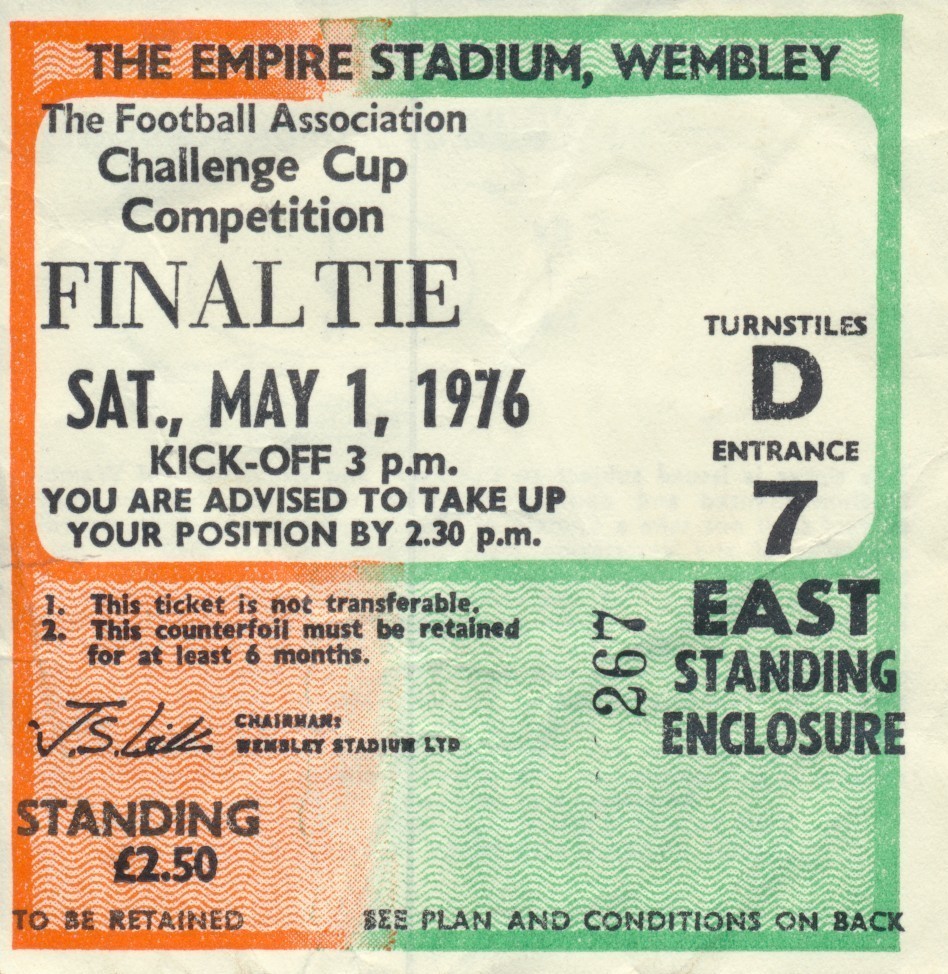 THE EMPIRE STADIUM, WEMBLEY
The Football Association
Challenge Cup
Competition
FINAL TIE
SAT., MAY 1, 1976
KICK-OFF 3 p.m.
YOU ARE ADVISED TO TAKE UP
YOUR POSITION BY 2.30 p.m.
TURNSTILES
D
ENTRANCE
7
EAST
STANDING
ENCLOSURE
267
1. This ticket is not transferable.
2. This counterfoil must be retained
for at least 6 months.
CHAIRMAN:
WEMBLEY STADIUM LTD
STANDING
£2.50
TO BE RETAINED
SEE PLAN AND CONDITIONS ON BACK